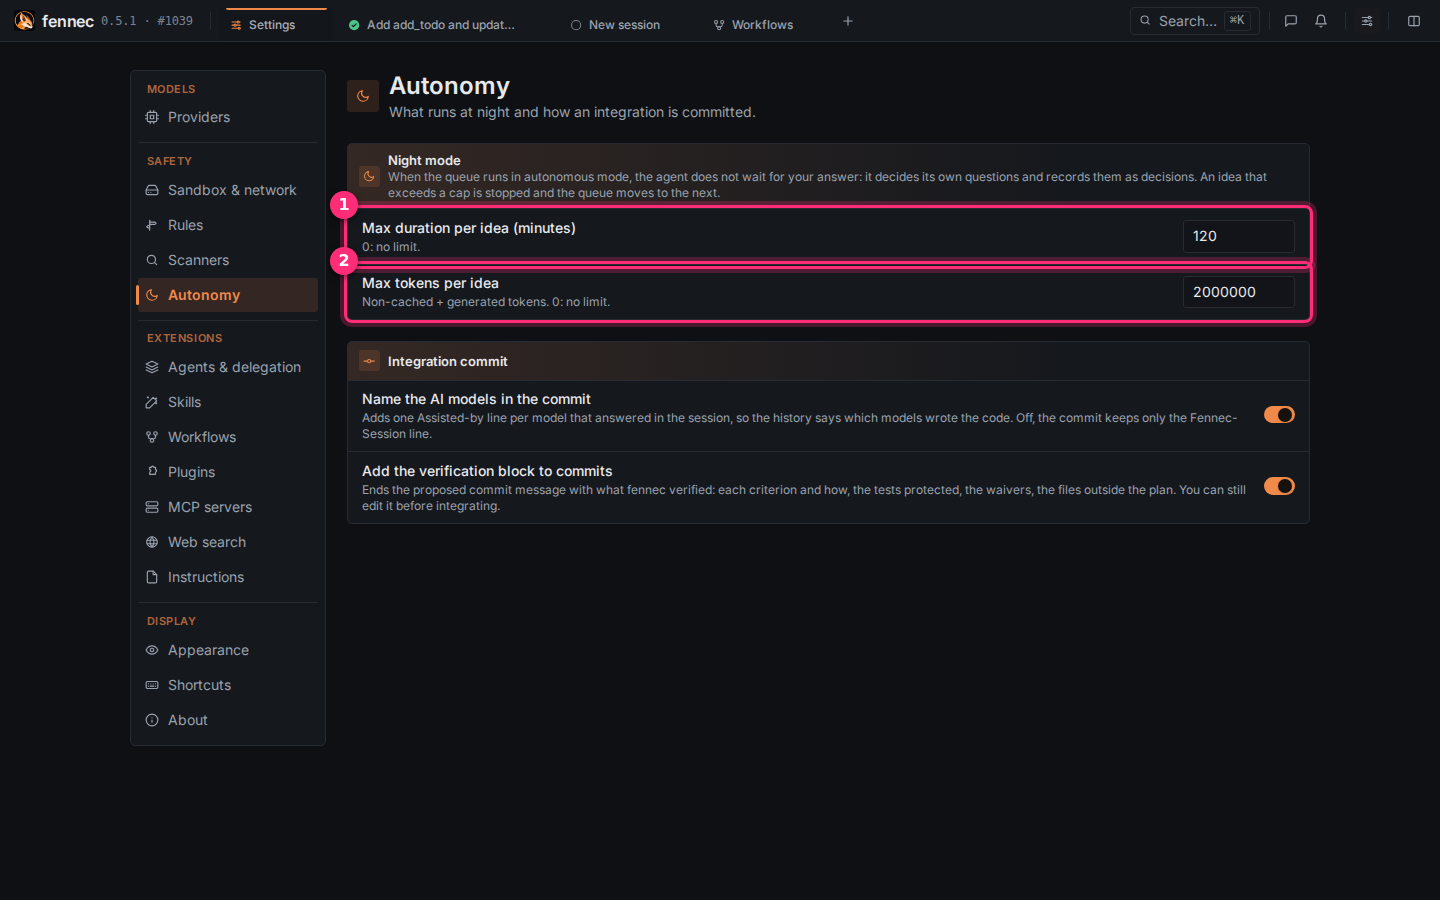 fennec 0.5.1 · #1039
Settings
Add add_todo and updat...
New session
Workflows
Search... ⌘K
MODELS
Providers
SAFETY
Sandbox & network
Rules
Scanners
Autonomy
EXTENSIONS
Agents & delegation
Skills
Workflows
Plugins
MCP servers
Web search
Instructions
DISPLAY
Appearance
Shortcuts
About
Autonomy
What runs at night and how an integration is committed.
Night mode
When the queue runs in autonomous mode, the agent does not wait for your answer: it decides its own questions and records them as decisions. An idea that
exceeds a cap is stopped and the queue moves to the next.
1
Max duration per idea (minutes)
0: no limit.
120
2
Max tokens per idea
Non-cached + generated tokens. 0: no limit.
2000000
Integration commit
Name the AI models in the commit
Adds one Assisted-by line per model that answered in the session, so the history says which models wrote the code. Off, the commit keeps only the Fennec-
Session line.
Add the verification block to commits
Ends the proposed commit message with what fennec verified: each criterion and how, the tests protected, the waivers, the files outside the plan. You can still
edit it before integrating.